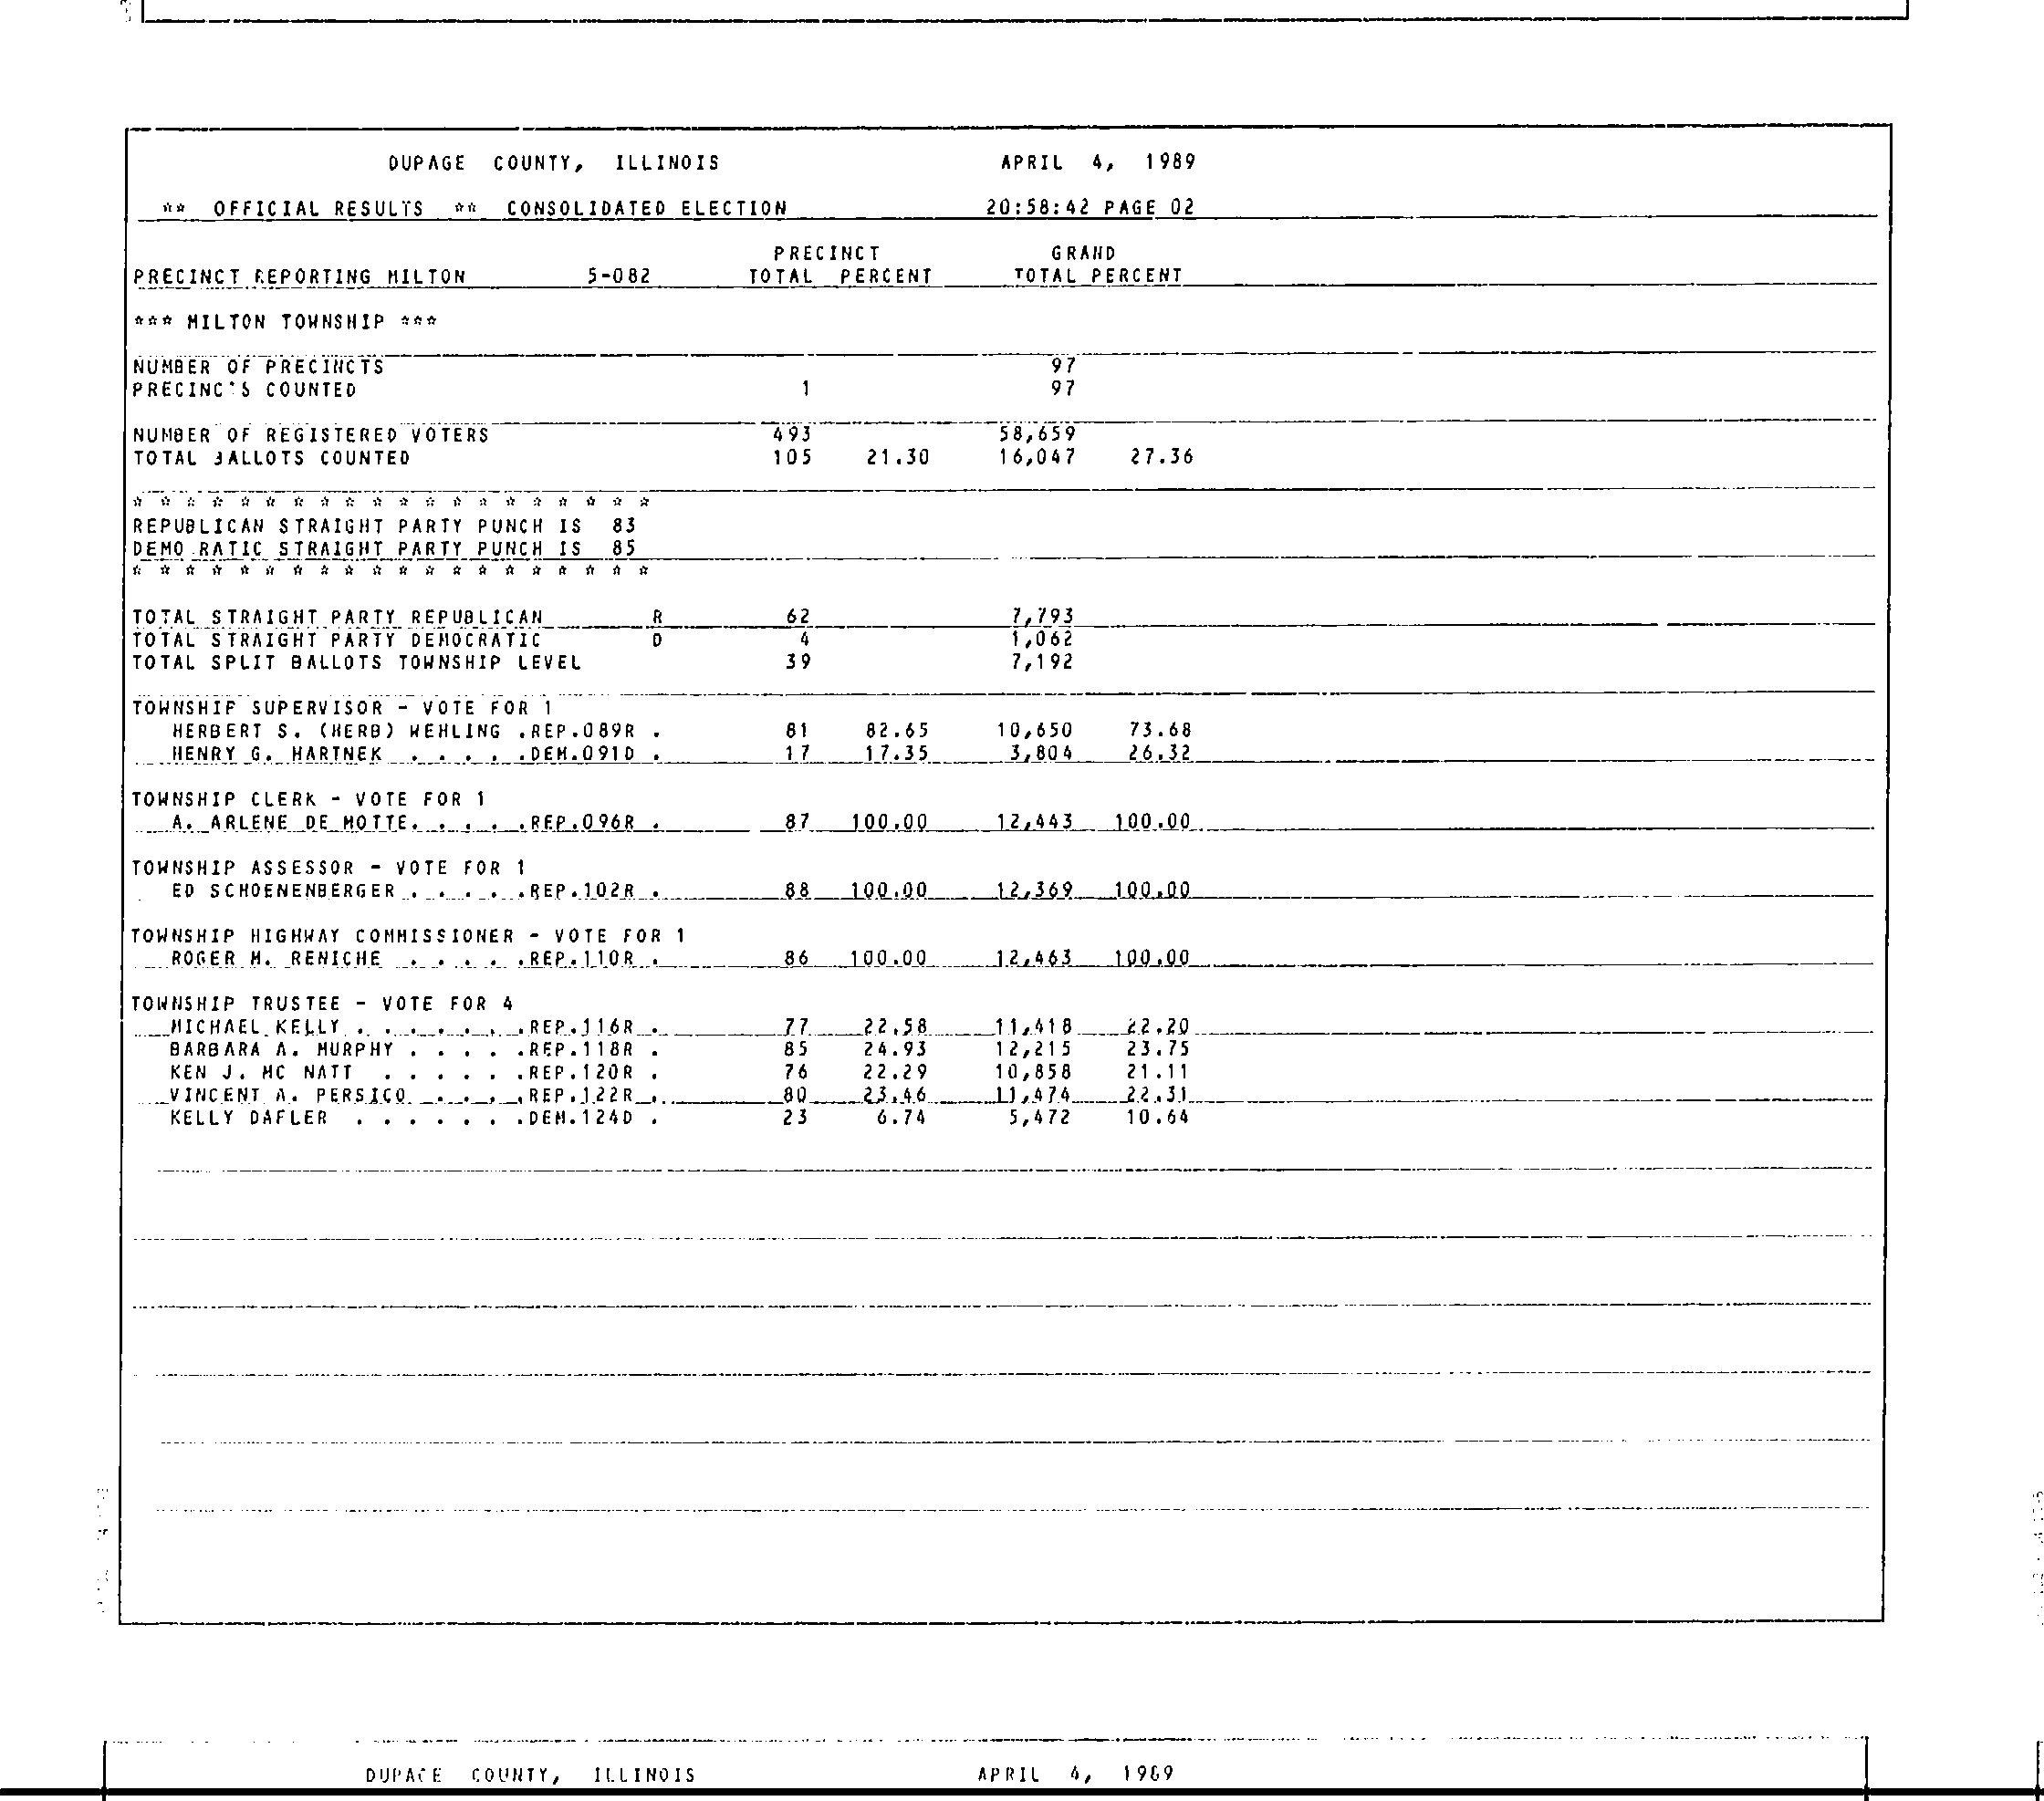 DUPAGE COUNTY, ILLINOIS APRIL 4, 1989
** OFFICIAL RESULTS ** CONSOLIDATED ELECTION 20:58:42 PAGE 02
PRECINCT GRAND
PRECINCT REPORTING MILTON 5-082 TOTAL PERCENT TOTAL PERCENT
*** MILTON TOWNSHIP ***
NUMBER OF PRECINCTS 97
PRECINCTS COUNTED 1 97
NUMBER OF REGISTERED VOTERS 493 58,659
TOTAL BALLOTS COUNTED 105 21.30 16,047 27.36
* * * * * * * * * * * * * * * * * * * *
REPUBLICAN STRAIGHT PARTY PUNCH IS 83
DEMO RATIC STRAIGHT PARTY PUNCH IS 85
* * * * * * * * * * * * * * * * * * * *
TOTAL STRAIGHT PARTY REPUBLICAN R 62 7,793
TOTAL STRAIGHT PARTY DEMOCRATIC D 4 1,062
TOTAL SPLIT BALLOTS TOWNSHIP LEVEL 39 7,192
TOWNSHIP SUPERVISOR - VOTE FOR 1
HERBERT S. (HERB) WEHLING .REP.089R . 81 82.65 10,650 73.68
HENRY G. HARTNEK . . . . .DEM.091D . 17 17.35 3,804 26.32
TOWNSHIP CLERK - VOTE FOR 1
A. ARLENE DE MOTTE. . . . .REP.096R . 87 100.00 12,443 100.00
TOWNSHIP ASSESSOR - VOTE FOR 1
ED SCHOENENBERGER . . . . .REP.102R . 88 100.00 12,369 100.00
TOWNSHIP HIGHWAY COMMISSIONER - VOTE FOR 1
ROGER M. RENICHE . . . . .REP.110R . 86 100.00 12,463 100.00
TOWNSHIP TRUSTEE - VOTE FOR 4
MICHAEL KELLY . . . . . . .REP.116R . 77 22.58 11,418 22.20
BARBARA A. MURPHY . . . . .REP.118R . 85 24.93 12,215 23.75
KEN J. MC NATT . . . . . .REP.120R . 76 22.29 10,858 21.11
VINCENT A. PERSICO . . . .REP.122R . 80 23.46 11,474 22.31
KELLY DAFLER . . . . . . .DEM.124D . 23 6.74 5,472 10.64
DUPAGE COUNTY, ILLINOIS APRIL 4, 1989